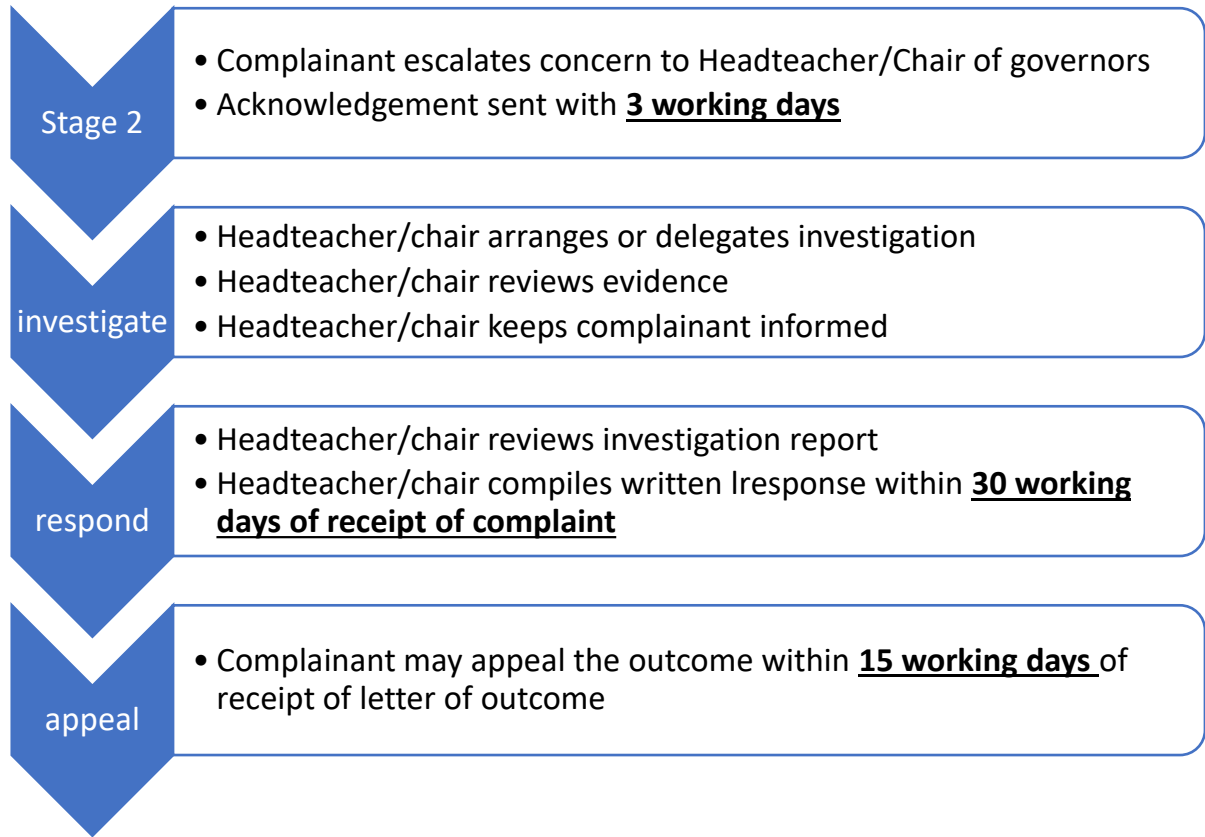 Stage 2
• Complainant escalates concern to Headteacher/Chair of governors
• Acknowledgement sent with 3 working days
investigate
• Headteacher/chair arranges or delegates investigation
• Headteacher/chair reviews evidence
• Headteacher/chair keeps complainant informed
respond
• Headteacher/chair reviews investigation report
• Headteacher/chair compiles written lresponse within 30 working
days of receipt of complaint
appeal
• Complainant may appeal the outcome within 15 working days of
receipt of letter of outcome